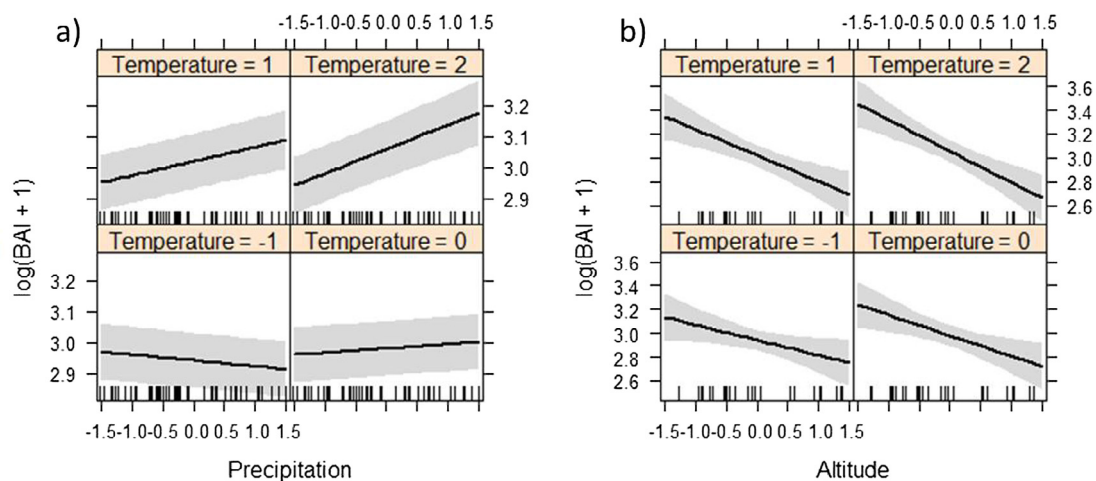 a)
-1.5-1.0-0.5 0.0 0.5 1.0 1.5
Temperature = 1
Temperature = 2
3.2
3.1
3.0
2.9
Temperature = -1
Temperature = 0
3.2
3.1
3.0
2.9
log(BAI + 1)
-1.5-1.0-0.5 0.0 0.5 1.0 1.5
Precipitation
b)
-1.5-1.0-0.5 0.0 0.5 1.0 1.5
Temperature = 1
Temperature = 2
3.6
3.4
3.2
3.0
2.8
2.6
Temperature = -1
Temperature = 0
3.6
3.4
3.2
3.0
2.8
2.6
log(BAI + 1)
-1.5-1.0-0.5 0.0 0.5 1.0 1.5
Altitude